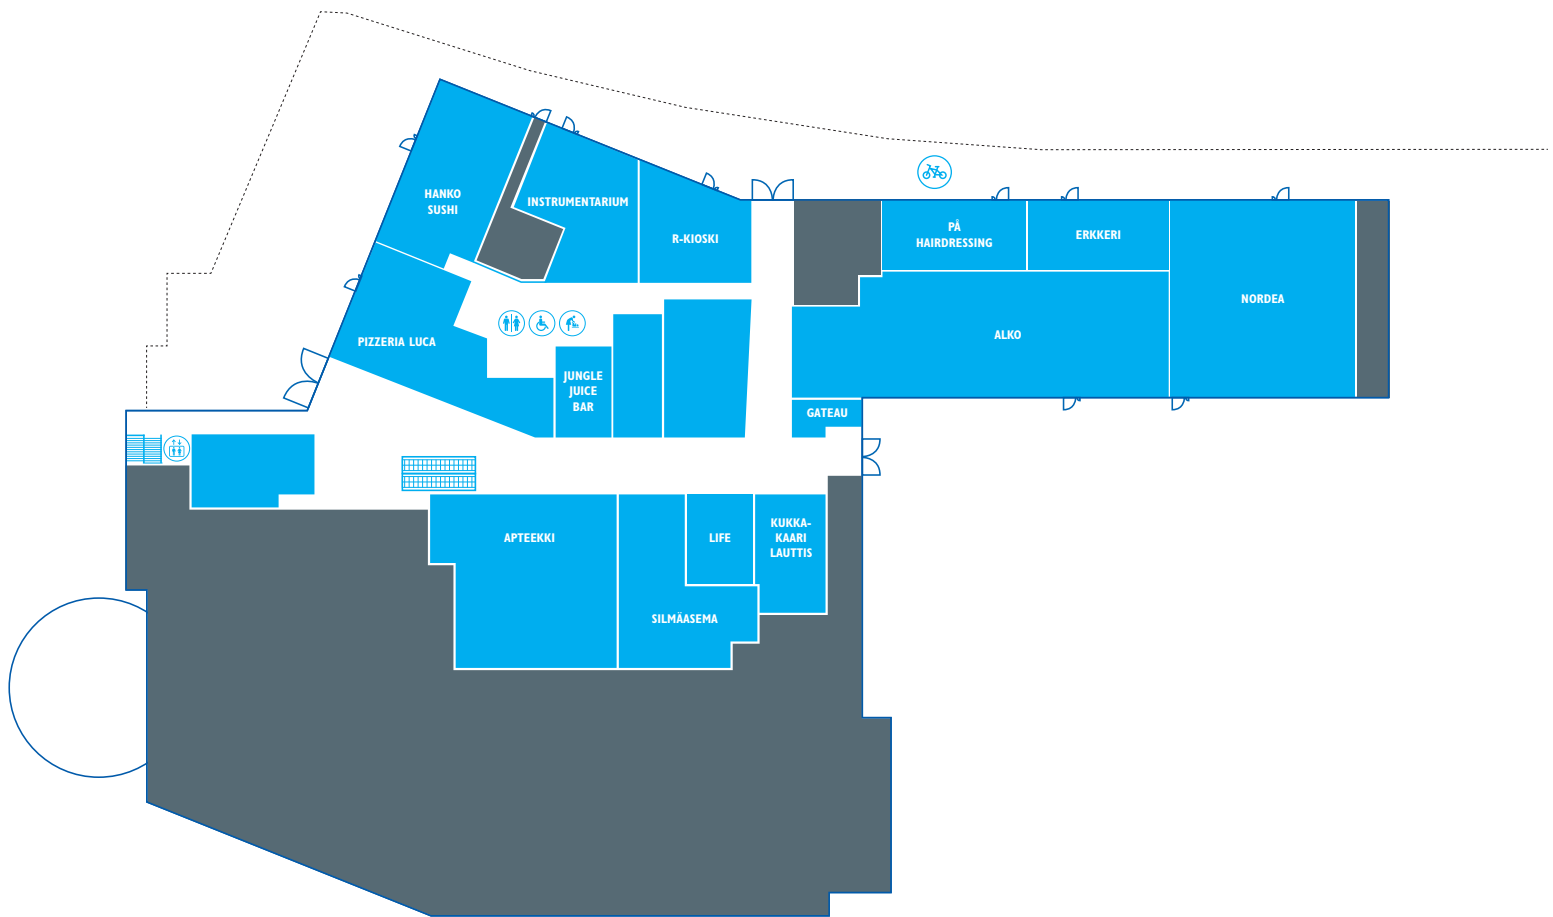 HANKO
SUSHI
INSTRUMENTARIUM
R-KIOSKI
PÅ
HAIRDRESSING
ERKKERI
NORDEA
ALKO
PIZZERIA LUCA
JUNGLE
JUICE
BAR
GATEAU
APTEEKKI
LIFE
KUKKA-
KAARI
LAUTTIS
SILMÄASEMA